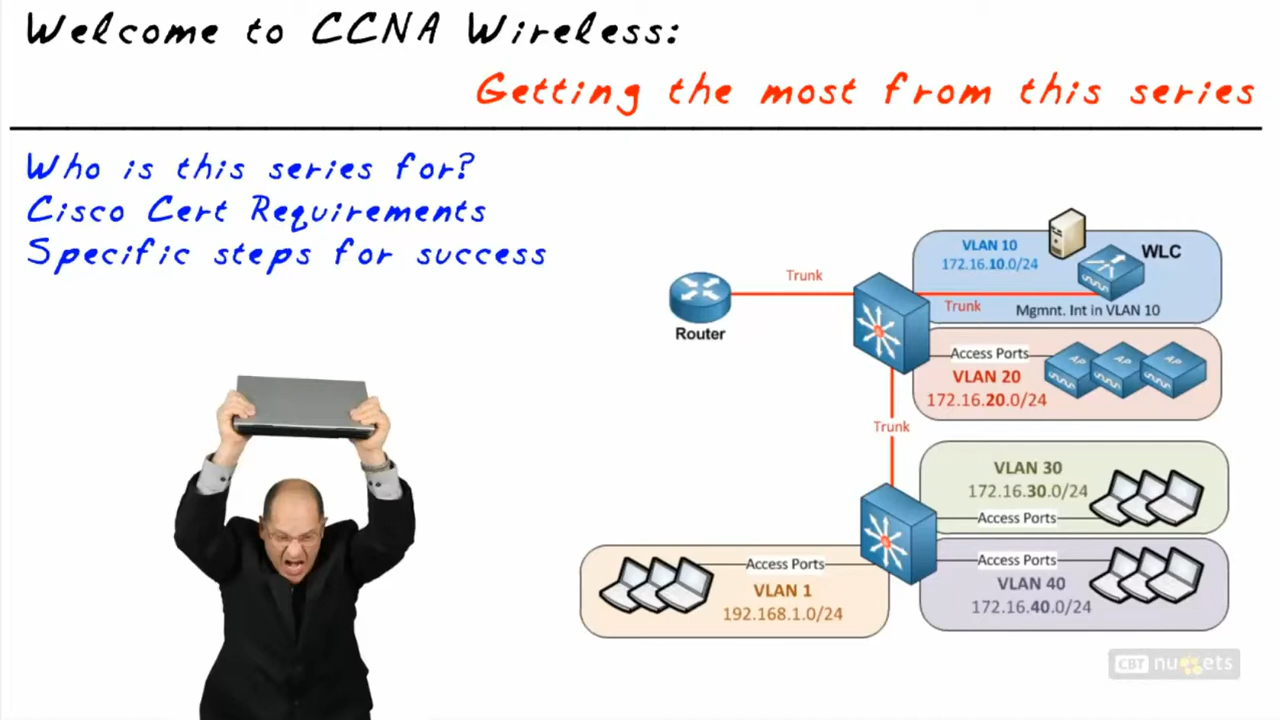 Welcome to CCNA Wireless:
Getting the most from this series
Who is this series for?
Cisco Cert Requirements
Specific steps for success
VLAN 10
172.16.10.0/24
WLC
Trunk
Trunk
Mgmnt. Int in VLAN 10
Router
Access Ports
VLAN 20
172.16.20.0/24
AP
AP
AP
Trunk
VLAN 30
172.16.30.0/24
Access Ports
Access Ports
VLAN 1
192.168.1.0/24
Access Ports
VLAN 40
172.16.40.0/24
CBT nuggets